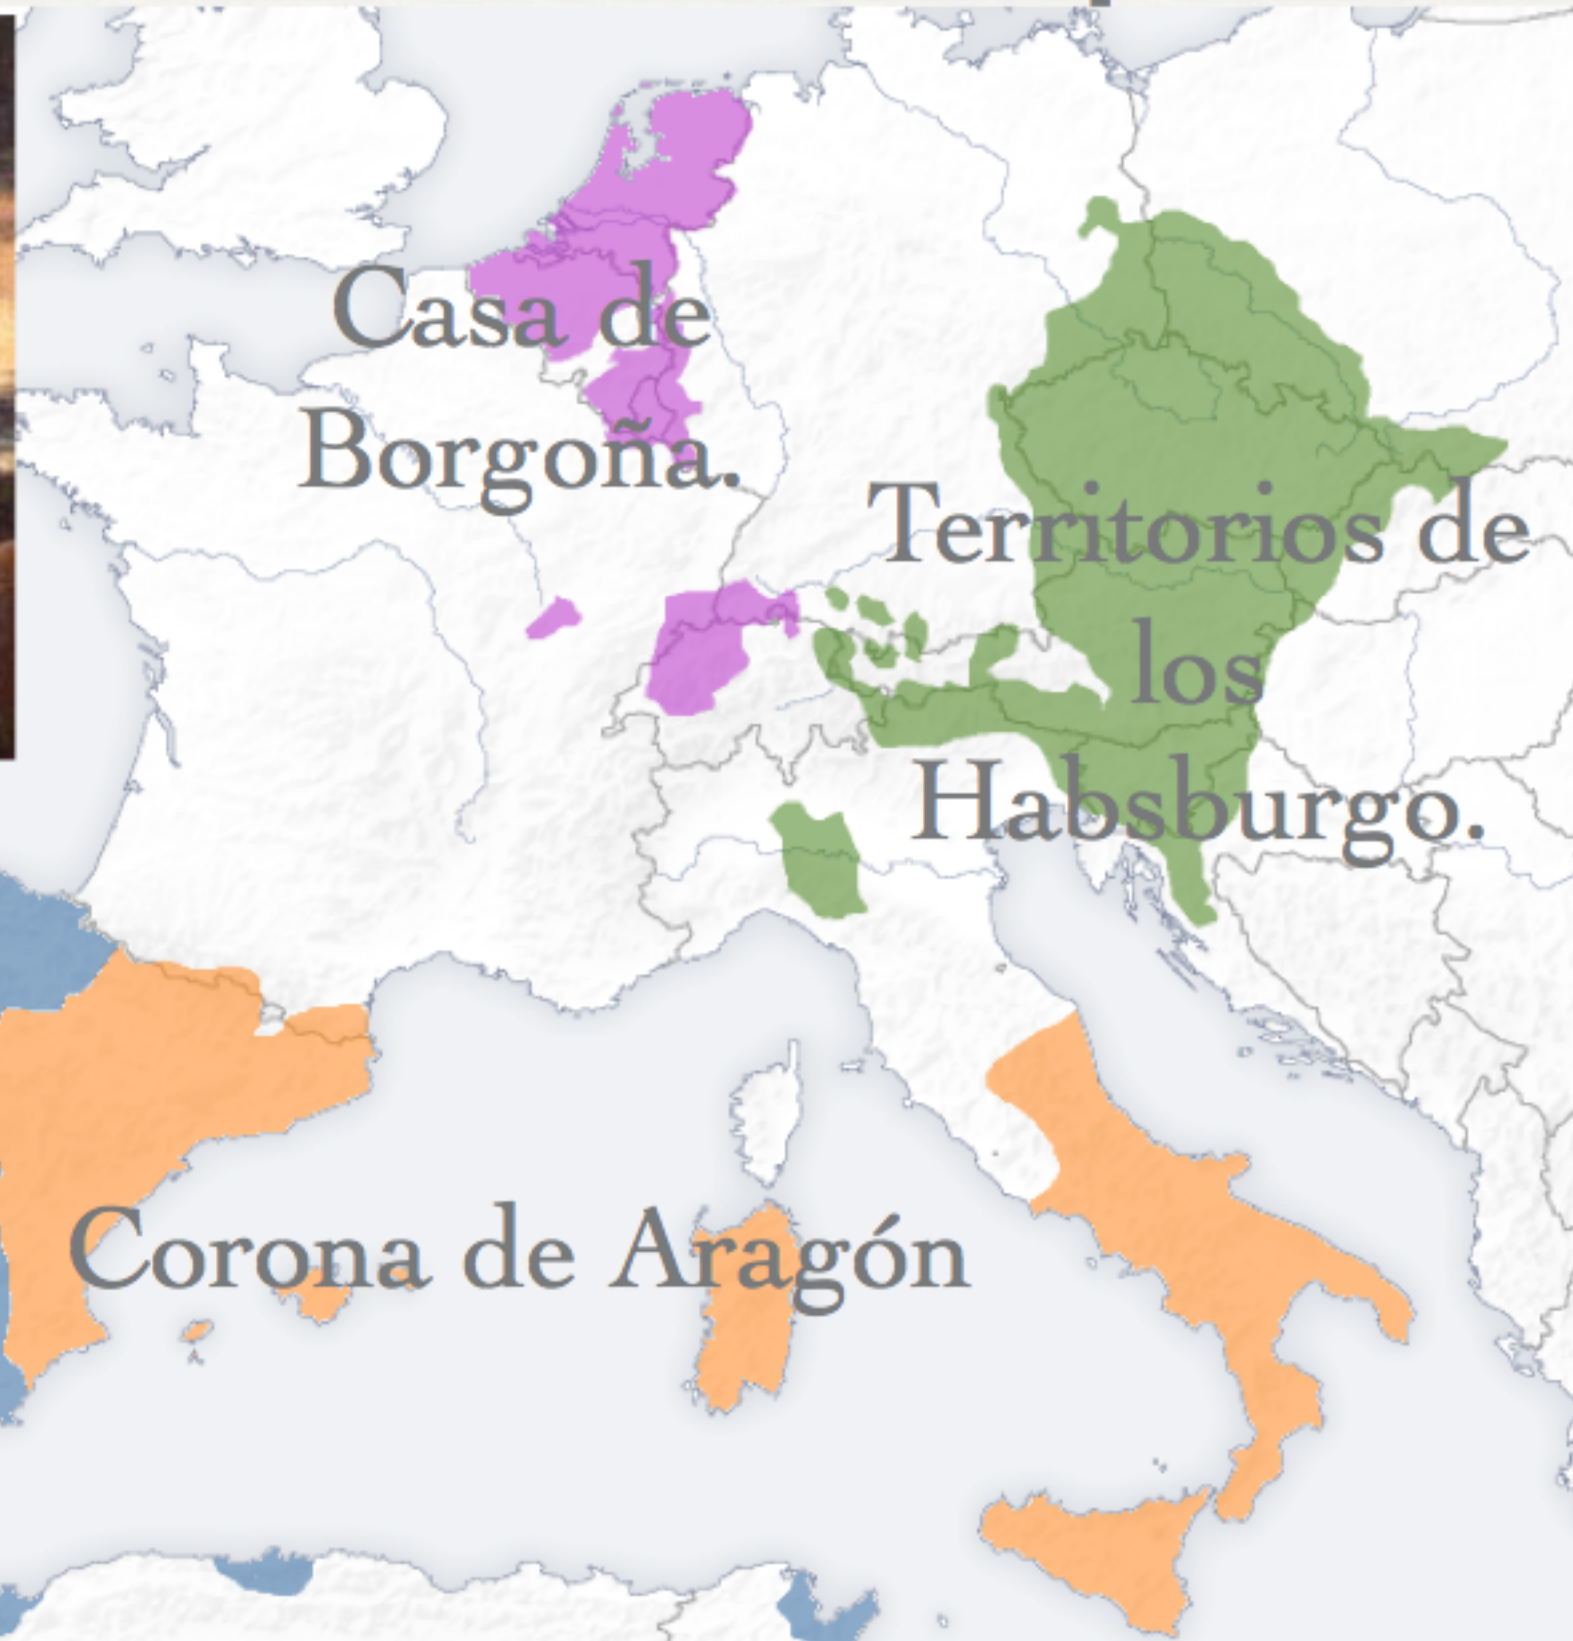 Casa de
Borgoña.
Territorios de
los
Habsburgo.
Corona de Aragón